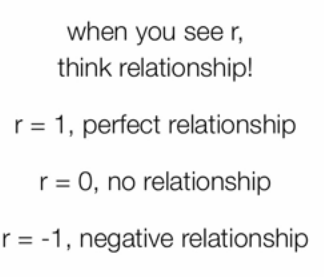 when you see r,
think relationship!
r = 1, perfect relationship
r = 0, no relationship
r = -1, negative relationship